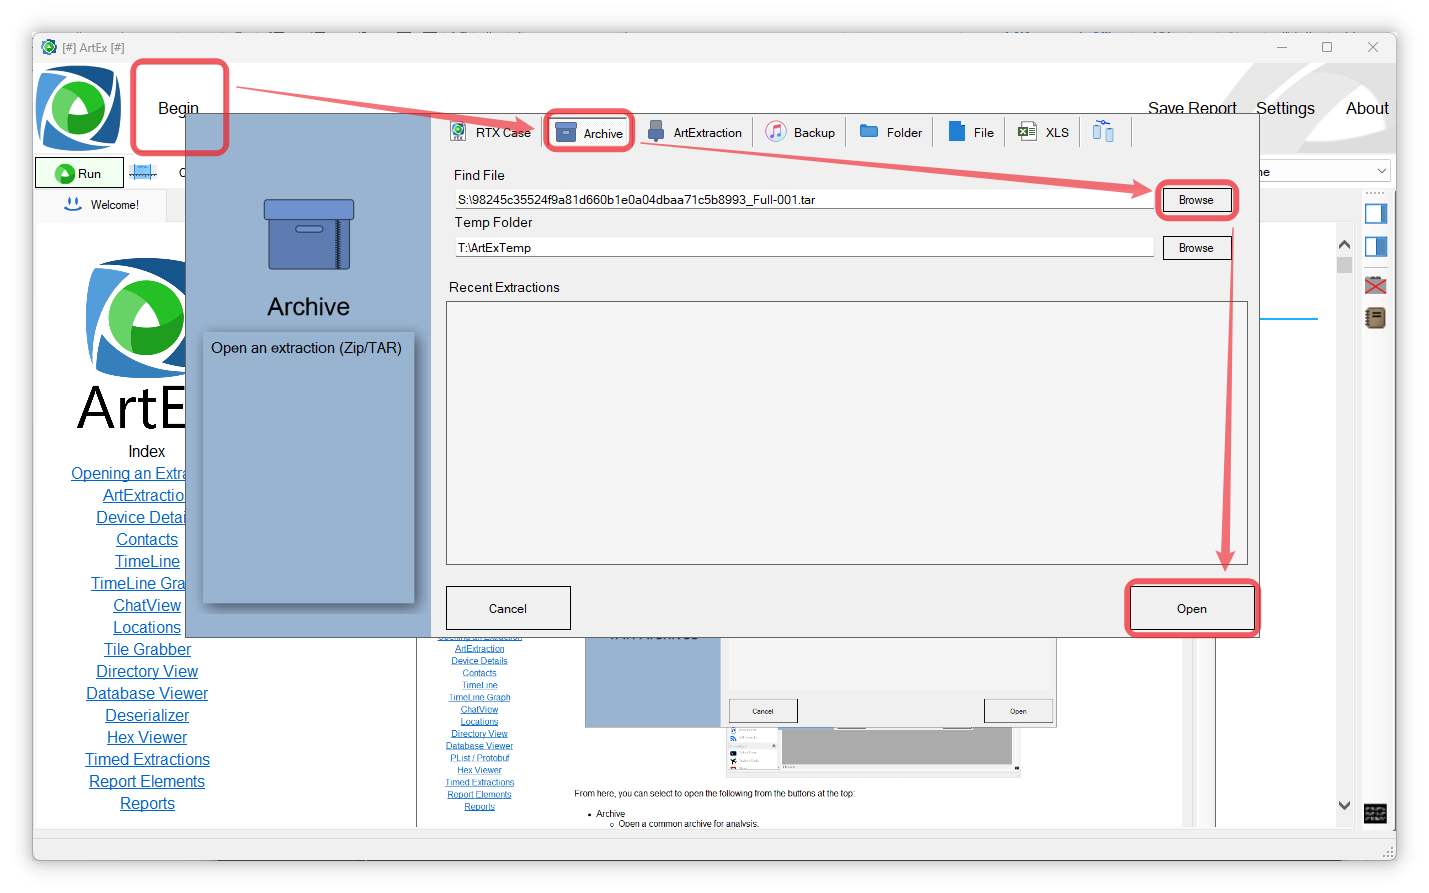 [#] ArtEx [#]
Begin
Save Report
Settings
About
RTX Case
Archive
ArtExtraction
Backup
Folder
File
XLS
Run
Welcome!
Find File
S:\98245c35524f9a81d660b1e0a04dbaa71c5b8993_Full-001.tar
Browse
Temp Folder
T:\ArtExTemp
Browse
Recent Extractions
Archive
Open an extraction (Zip/TAR)
Cancel
Open
ArtE
Index
Opening an Extra
ArtExtractio
Device Detai
Contacts
TimeLine
TimeLine Gra
ChatView
Locations
Tile Grabber
Directory View
Database Viewer
Deserializer
Hex Viewer
Timed Extractions
Report Elements
Reports
ArtExtraction
Device Details
Contacts
TimeLine
TimeLine Graph
ChatView
Locations
Directory View
Database Viewer
PList / Protobuf
Hex Viewer
Timed Extractions
Report Elements
Reports
Cancel
Open
From here, you can select to open the following from the buttons at the top:
Archive
Open a common archive for analysis.